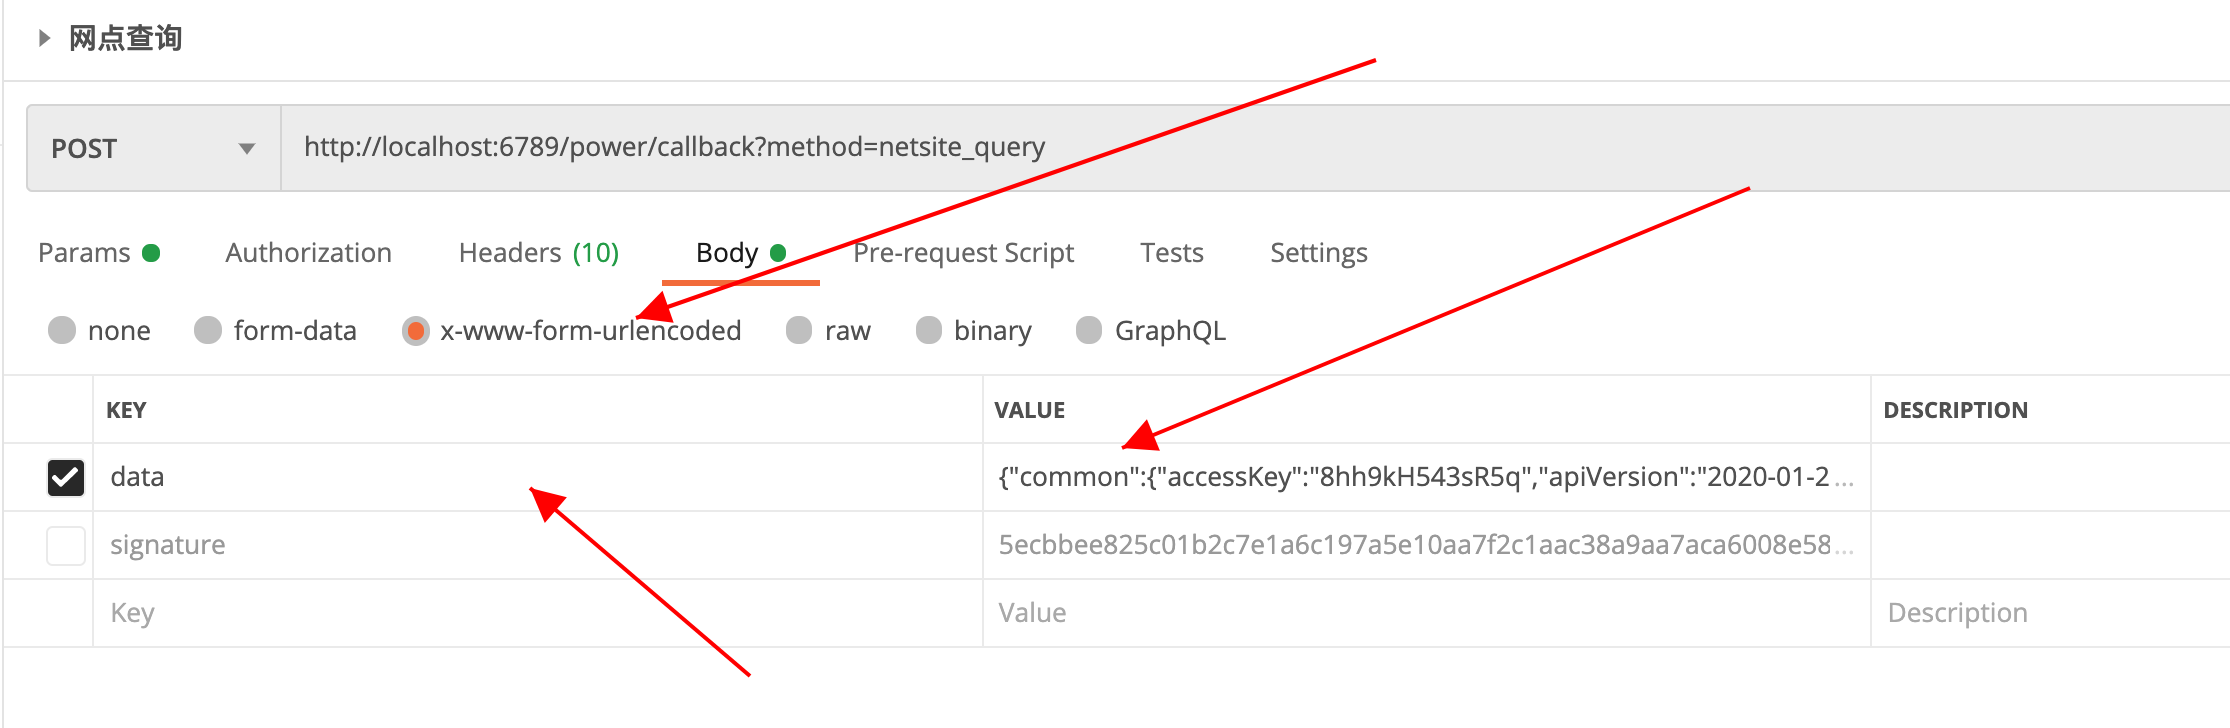 网点查询
POST http://localhost:6789/power/callback?method=netsite_query
Params Authorization Headers (10) Body Pre-request Script Tests Settings
none form-data x-www-form-urlencoded raw binary GraphQL
KEY VALUE DESCRIPTION
data {"common":{"accessKey":"8hh9kH543sR5q","apiVersion":"2020-01-2 ...
signature 5ecbbee825c01b2c7e1a6c197a5e10aa7f2c1aac38a9aa7aca6008e58...
Key Value Description